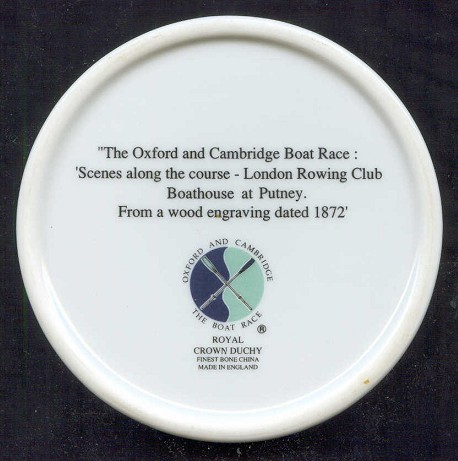 "The Oxford and Cambridge Boat Race :
'Scenes along the course - London Rowing Club
Boathouse at Putney.
From a wood engraving dated 1872'
OXFORD AND CAMBRIDGE
THE BOAT RACE
®
ROYAL
CROWN DUCHY
FINEST BONE CHINA
MADE IN ENGLAND